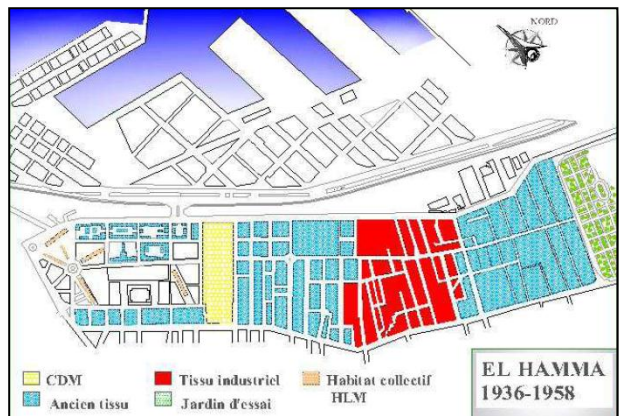 NORD
CDM
Tissu industriel
Habitat collectif
HLM
Ancien tissu
Jardin d'essai
EL HAMMA
1936-1958